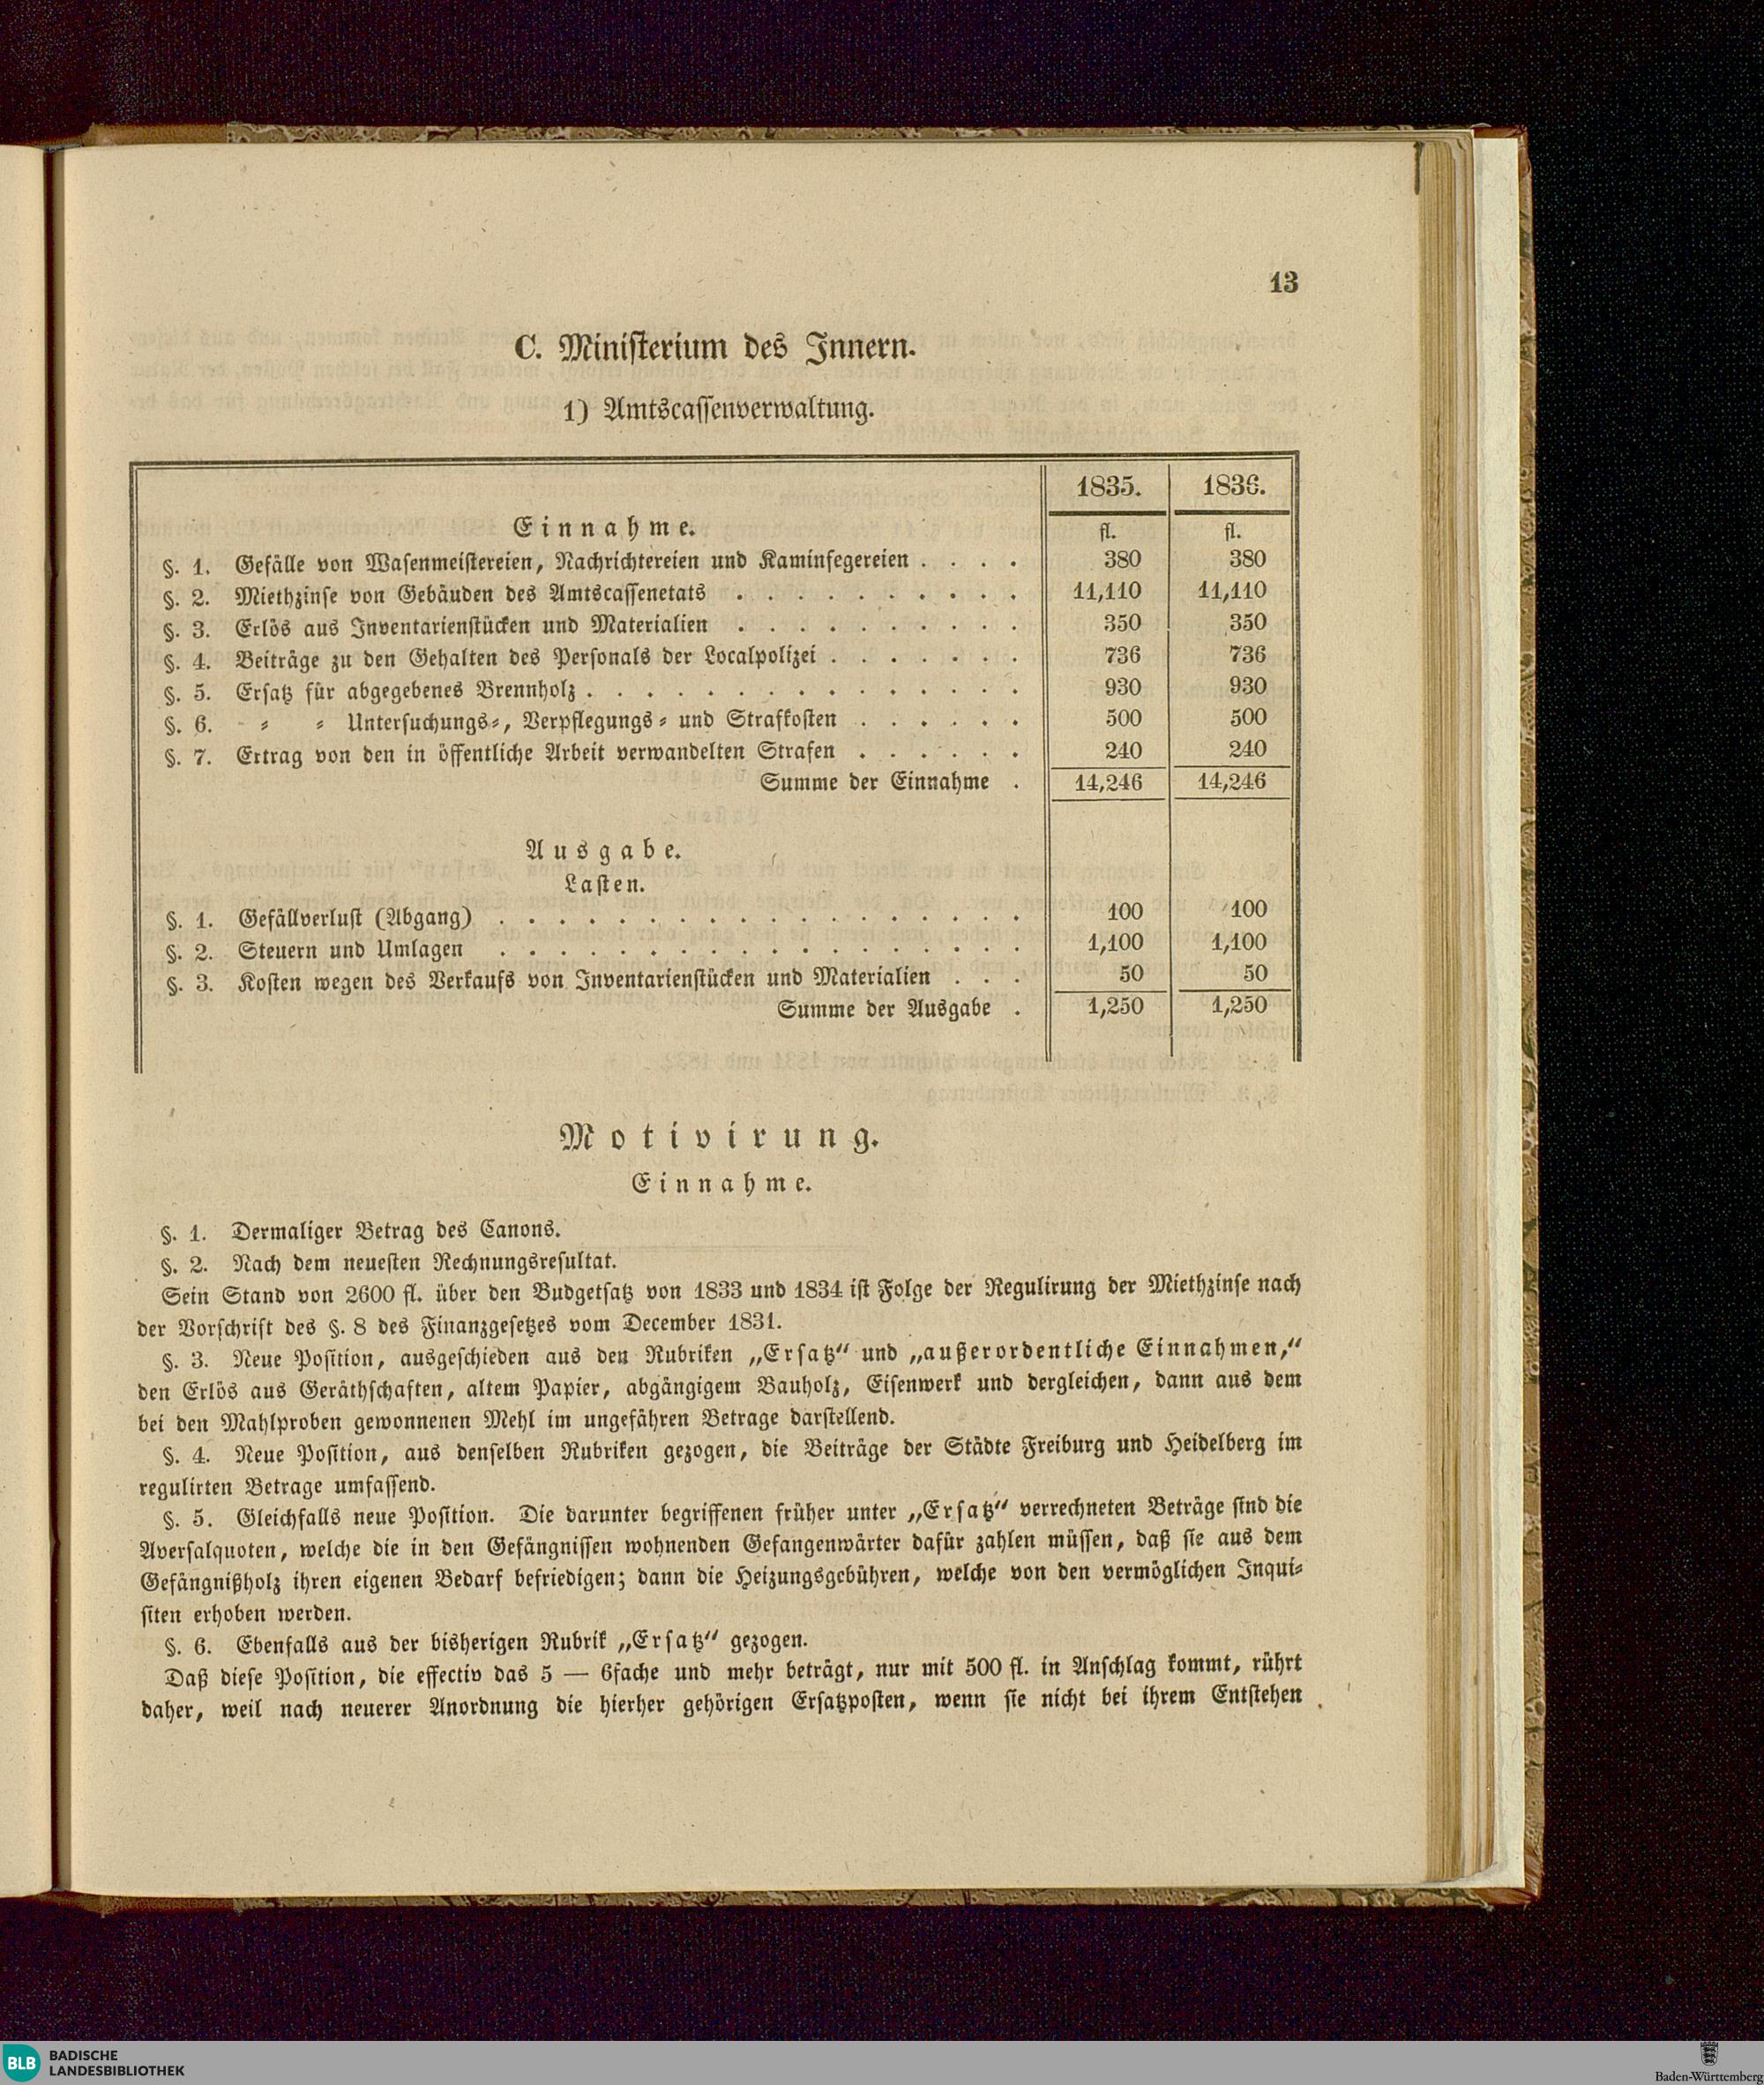 13
C. Ministerium des Innern.
1) Amtscassenverwaltung.
1835. 1836.
Einnahme. fl. fl.
§. 1. Gefälle von Wasenmeistereien, Nachrichtereien und Kaminfegereien . . . . 380 380
§. 2. Miethzinse von Gebäuden des Amtscassenetats . . . . . . . . . . 11,110 11,110
§. 3. Erlös aus Inventarienstücken und Materialien . . . . . . . . . . 350 350
§. 4. Beiträge zu den Gehalten des Personals der Localpolizei . . . . . . . 736 736
§. 5. Ersatz für abgegebenes Brennholz . . . . . . . . . . . . . . . 930 930
§. 6. = = Untersuchungs=, Verpflegungs= und Strafkosten . . . . . . 500 500
§. 7. Ertrag von den in öffentliche Arbeit verwandelten Strafen . . . . . . 240 240
Summe der Einnahme . 14,246 14,246
Ausgabe.
Lasten.
§. 1. Gefällverlust (Abgang) . . . . . . . . . . . . . . . . . . 100 100
§. 2. Steuern und Umlagen . . . . . . . . . . . . . . . . . . 1,100 1,100
§. 3. Kosten wegen des Verkaufs von Inventarienstücken und Materialien . . . 50 50
Summe der Ausgabe . 1,250 1,250
Motivirung.
Einnahme.
§. 1. Dermaliger Betrag des Canons.
§. 2. Nach dem neuesten Rechnungsresultat.
Sein Stand von 2600 fl. über den Budgetsatz von 1833 und 1834 ist Folge der Regulirung der Miethzinse nach
der Vorschrift des §. 8 des Finanzgesetzes vom December 1831.
§. 3. Neue Position, ausgeschieden aus den Rubriken „Ersatz“ und „außerordentliche Einnahmen,“
den Erlös aus Geräthschaften, altem Papier, abgängigem Bauholz, Eisenwerk und dergleichen, dann aus dem
bei den Mahlproben gewonnenen Mehl im ungefähren Betrage darstellend.
§. 4. Neue Position, aus denselben Rubriken gezogen, die Beiträge der Städte Freiburg und Heidelberg im
regulirten Betrage umfassend.
§. 5. Gleichfalls neue Position. Die darunter begriffenen früher unter „Ersatz“ verrechneten Beträge sind die
Aversalquoten, welche die in den Gefängnissen wohnenden Gefangenwärter dafür zahlen müssen, daß sie aus dem
Gefängnißholz ihren eigenen Bedarf befriedigen; dann die Heizungsgebühren, welche von den vermöglichen Inqui=
siten erhoben werden.
§. 6. Ebenfalls aus der bisherigen Rubrik „Ersatz“ gezogen.
Daß diese Position, die effectiv das 5 — 6fache und mehr beträgt, nur mit 500 fl. in Anschlag kommt, rührt
daher, weil nach neuerer Anordnung die hierher gehörigen Ersatzposten, wenn sie nicht bei ihrem Entstehen
BLB BADISCHE
LANDESBIBLIOTHEK
Baden-Württemberg